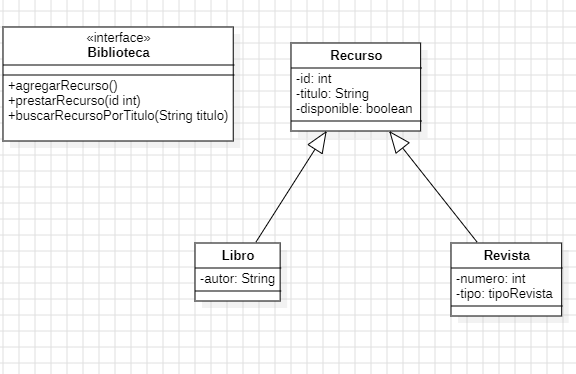 «interface»
Biblioteca
+agregarRecurso()
+prestarRecurso(id int)
+buscarRecursoPorTitulo(String titulo)
Recurso
-id: int
-titulo: String
-disponible: boolean
Libro
-autor: String
Revista
-numero: int
-tipo: tipoRevista